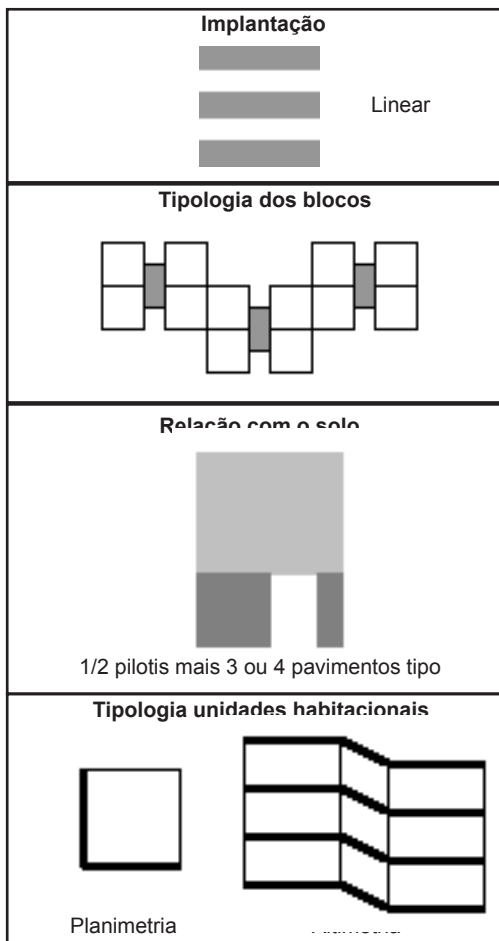 Implantação
Linear
Tipologia dos blocos
Relação com o solo
1/2 pilotis mais 3 ou 4 pavimentos tipo
Tipologia unidades habitacionais
Planimetria